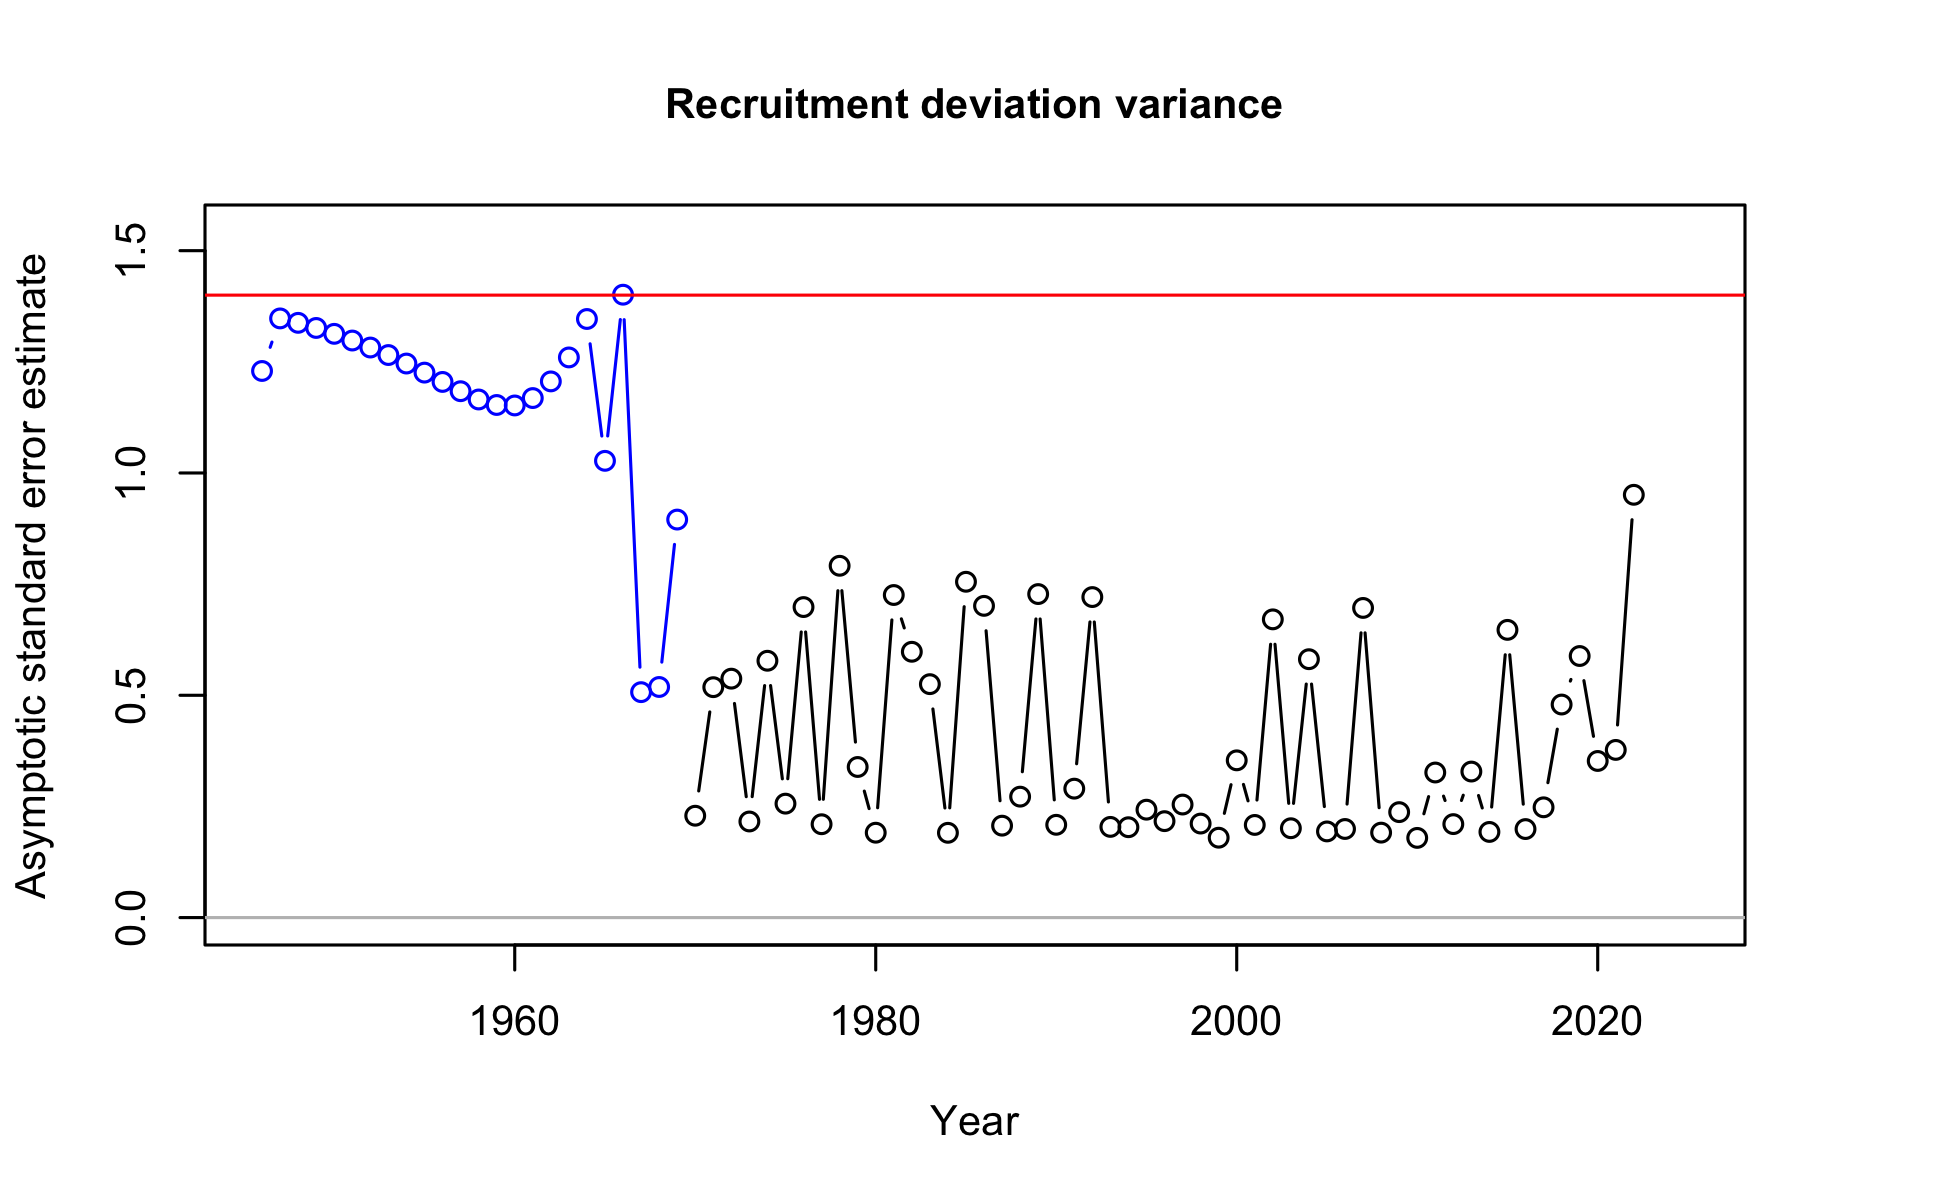 Recruitment deviation variance
Asymptotic standard error estimate
1.5
1.0
0.5
0.0
1960 1980 2000 2020
Year